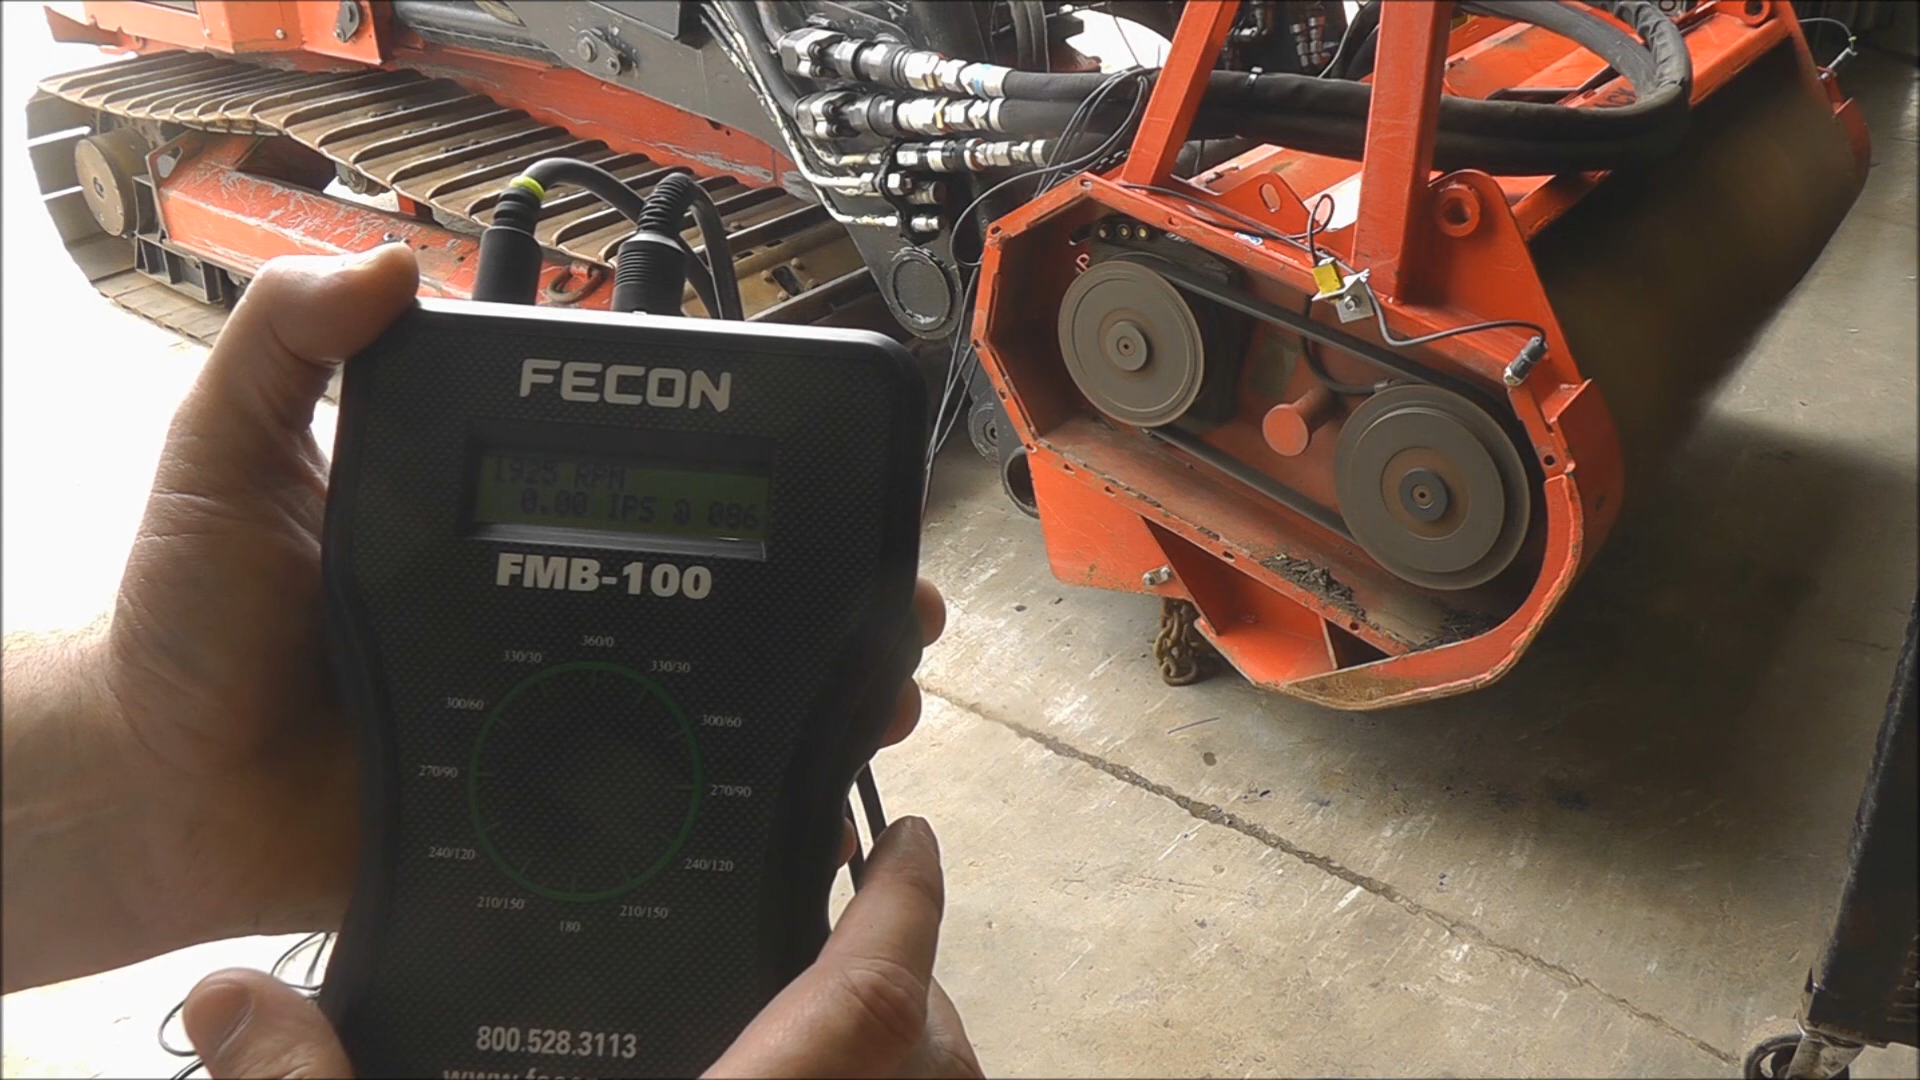 FECON
1925 RPM
0.00 IPS @ 086
FMB-100
360/0
330/30 330/30
300/60 300/60
270/90 270/90
240/120 240/120
210/150 210/150
180
800.528.3113